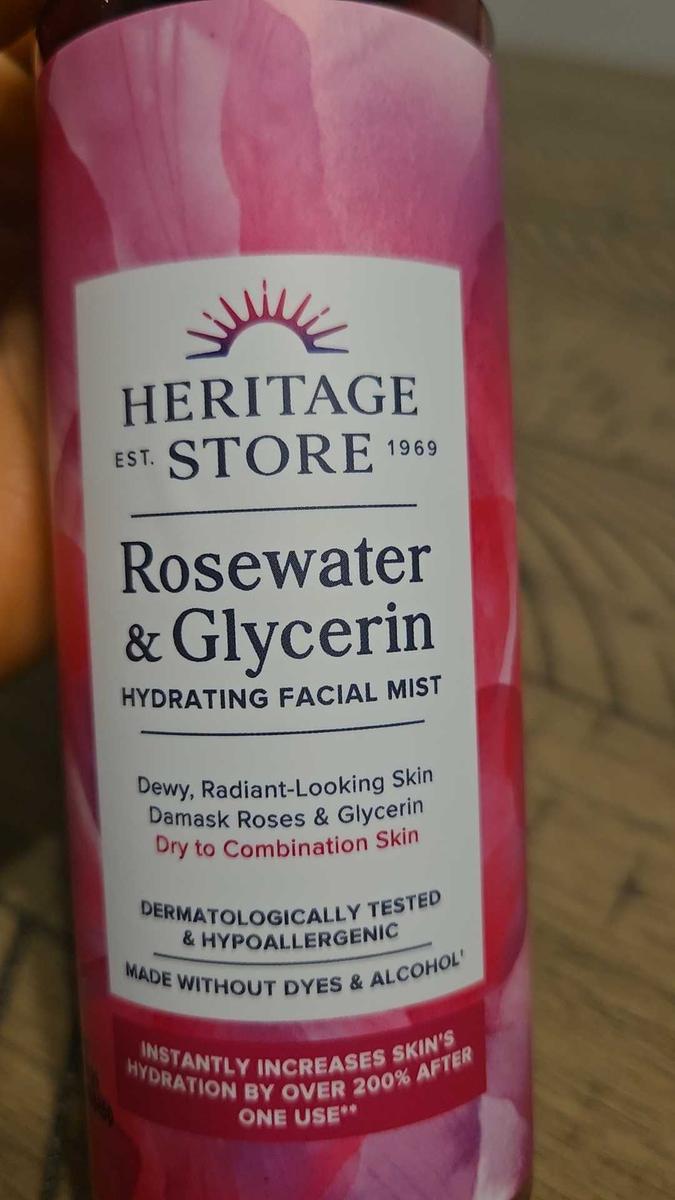 HERITAGE
EST. STORE 1969
Rosewater
& Glycerin
HYDRATING FACIAL MIST
Dewy, Radiant-Looking Skin
Damask Roses & Glycerin
Dry to Combination Skin
DERMATOLOGICALLY TESTED
& HYPOALLERGENIC
MADE WITHOUT DYES & ALCOHOL'
INSTANTLY INCREASES SKIN'S
HYDRATION BY OVER 200% AFTER
ONE USE**